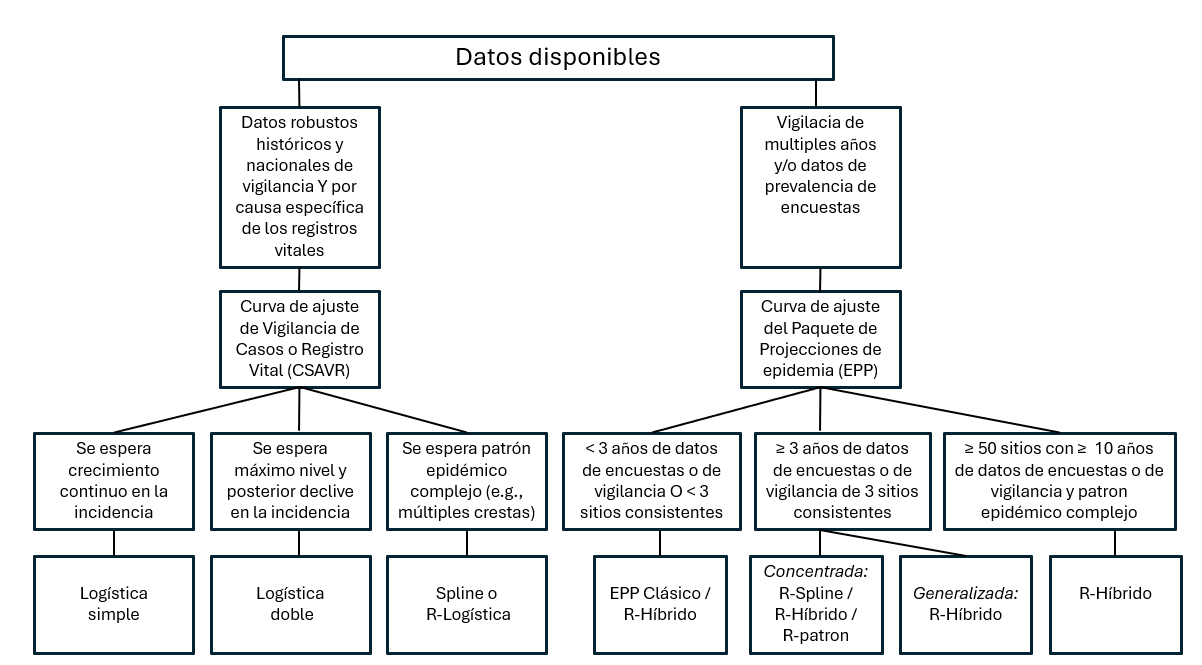 Datos disponibles
Datos robustos
históricos y
nacionales de
vigilancia Y por
causa específica
de los registros
vitales
Vigilacia de
multiples años
y/o datos de
prevalencia de
encuestas
Curva de ajuste
de Vigilancia de
Casos o Registro
Vital (CSAVR)
Curva de ajuste
del Paquete de
Projecciones de
epidemia (EPP)
Se espera
crecimiento
continuo en la
incidencia
Se espera
máximo nivel y
posterior declive
en la incidencia
Se espera patrón
epidémico
complejo (e.g.,
múltiples crestas)
< 3 años de datos
de encuestas o de
vigilancia O < 3
sitios consistentes
≥ 3 años de datos
de encuestas o de
vigilancia de 3 sitios
consistentes
≥ 50 sitios con ≥ 10 años
de datos de encuestas o de
vigilancia y patron
epidémico complejo
Logística
simple
Logística
doble
Spline o
R-Logística
EPP Clásico /
R-Híbrido
Concentrada:
R-Spline /
R-Híbrido /
R-patron
Generalizada:
R-Híbrido
R-Híbrido